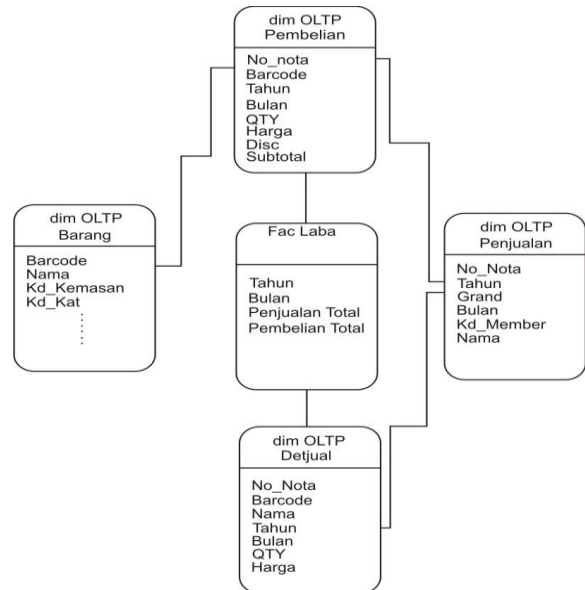 dim OLTP
Pembelian
No_nota
Barcode
Tahun
Bulan
QTY
Harga
Disc
Subtotal
dim OLTP
Barang
Barcode
Nama
Kd_Kemasan
Kd_Kat
Fac Laba
Tahun
Bulan
Penjualan Total
Pembelian Total
dim OLTP
Penjualan
No_Nota
Tahun
Grand
Bulan
Kd_Member
Nama
dim OLTP
Detjual
No_Nota
Barcode
Nama
Tahun
Bulan
QTY
Harga